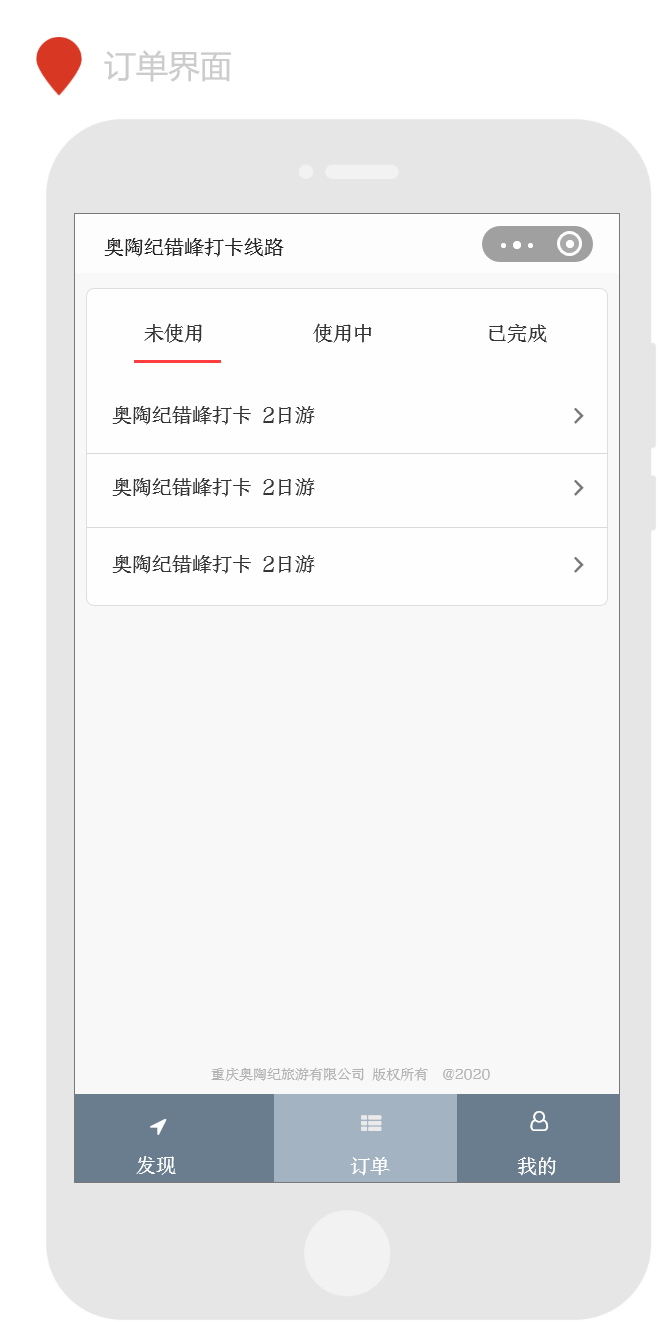 订单界面
奥陶纪错峰打卡线路
未使用 使用中 已完成
奥陶纪错峰打卡 2日游
奥陶纪错峰打卡 2日游
奥陶纪错峰打卡 2日游
重庆奥陶纪旅游有限公司 版权所有 @2020
发现 订单 我的